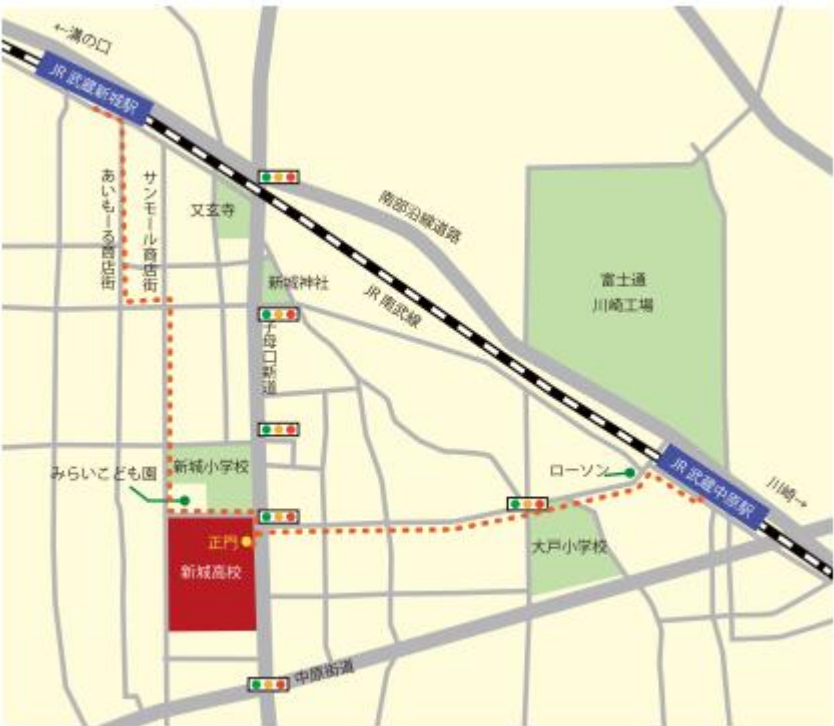 ←溝の口
JR 武蔵新城駅
あいもーる商店街
サンモール商店街
又玄寺
南部沿線道路
新城神社
JR 南武線
富士通
川崎工場
子母口新道
みらいこども園
新城小学校
ローソン
JR 武蔵中原駅
川崎→
正門
新城高校
大戸小学校
中原街道